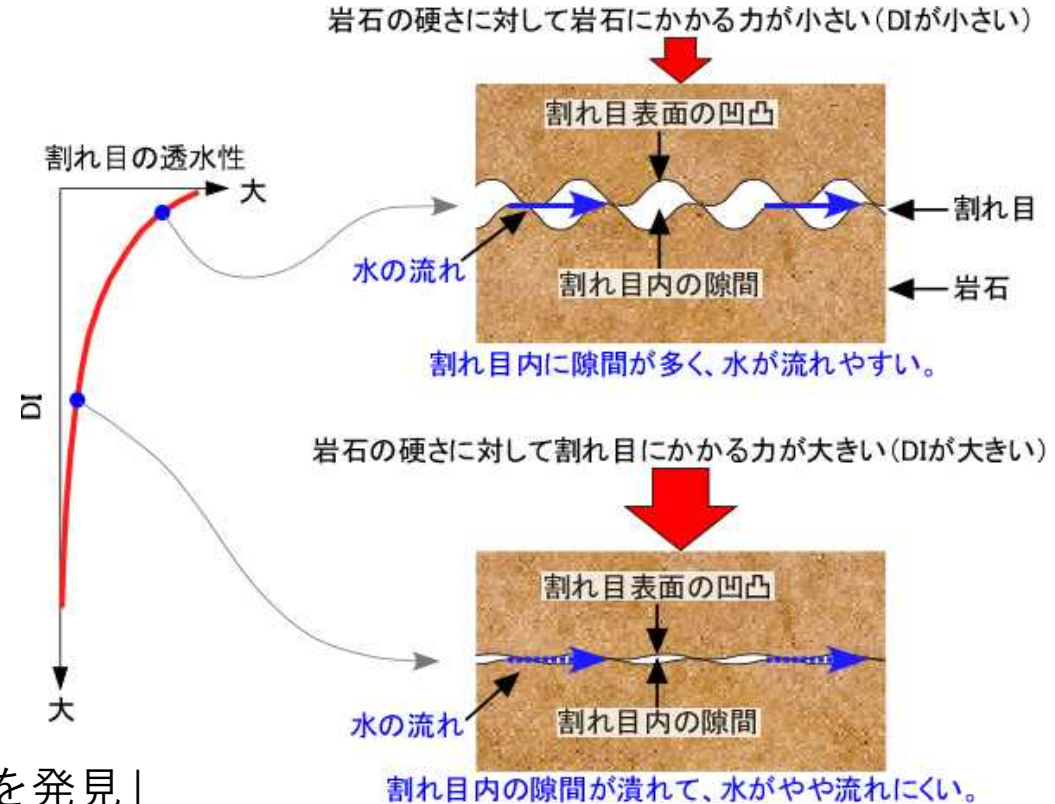 岩石の硬さに対して岩石にかかる力が小さい（DIが小さい）
割れ目の透水性
大
DI
大
割れ目表面の凹凸
水の流れ
割れ目内の隙間
割れ目
岩石
割れ目内に隙間が多く、水が流れやすい。
岩石の硬さに対して割れ目にかかる力が大きい（DIが大きい）
割れ目表面の凹凸
水の流れ
割れ目内の隙間
割れ目内の隙間が潰れて、水がやや流れにくい。
を発見|